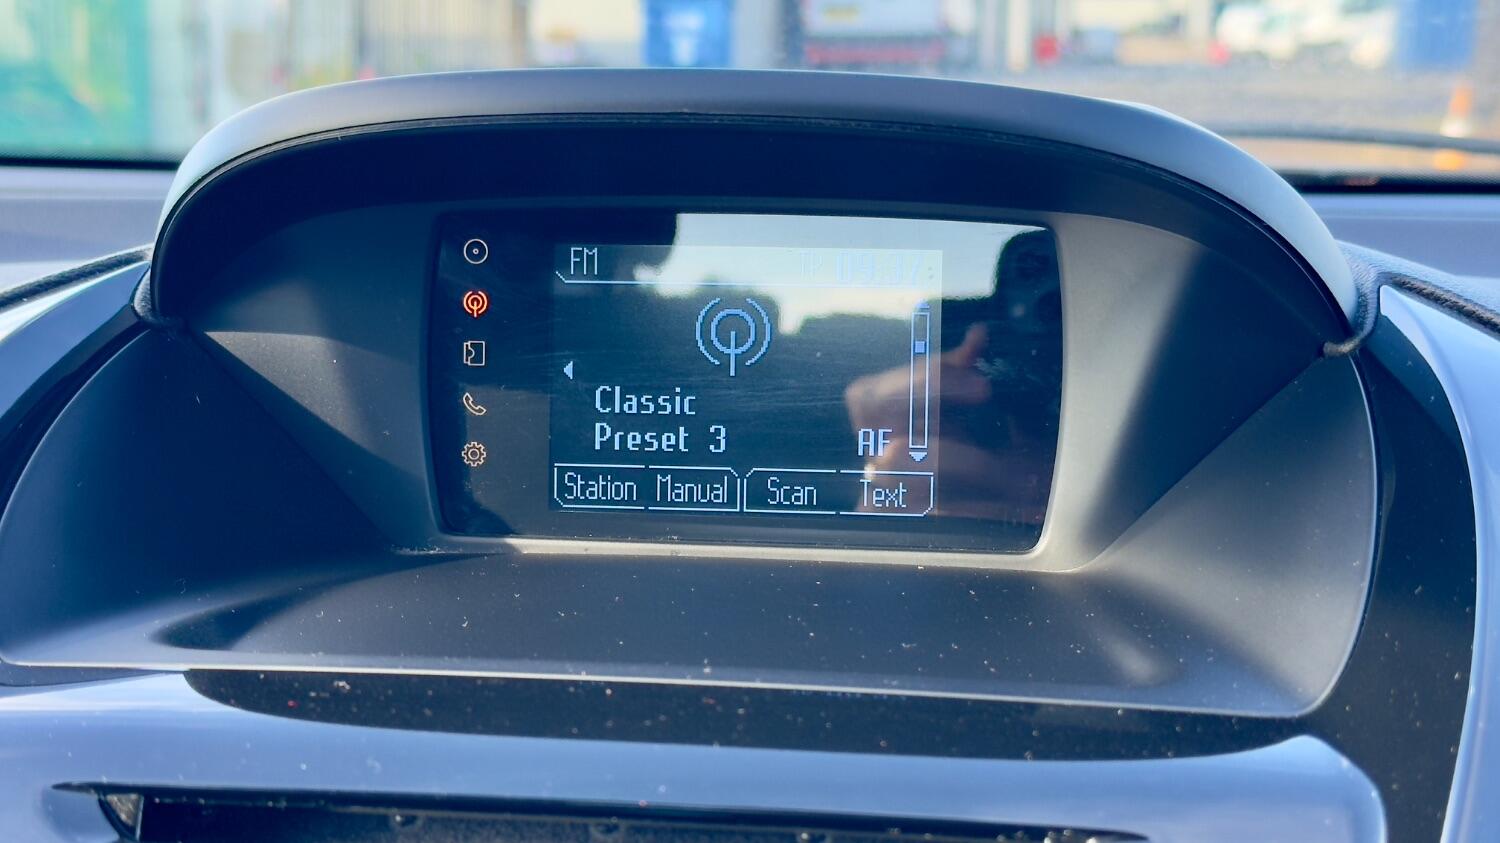 FM TP 09:37
Classic
Preset 3 AF
Station Manual Scan Text